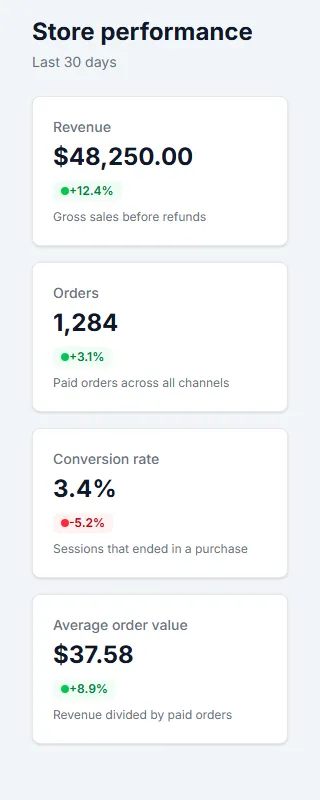 Store performance
Last 30 days
Revenue
$48,250.00
+12.4%
Gross sales before refunds
Orders
1,284
+3.1%
Paid orders across all channels
Conversion rate
3.4%
-5.2%
Sessions that ended in a purchase
Average order value
$37.58
+8.9%
Revenue divided by paid orders